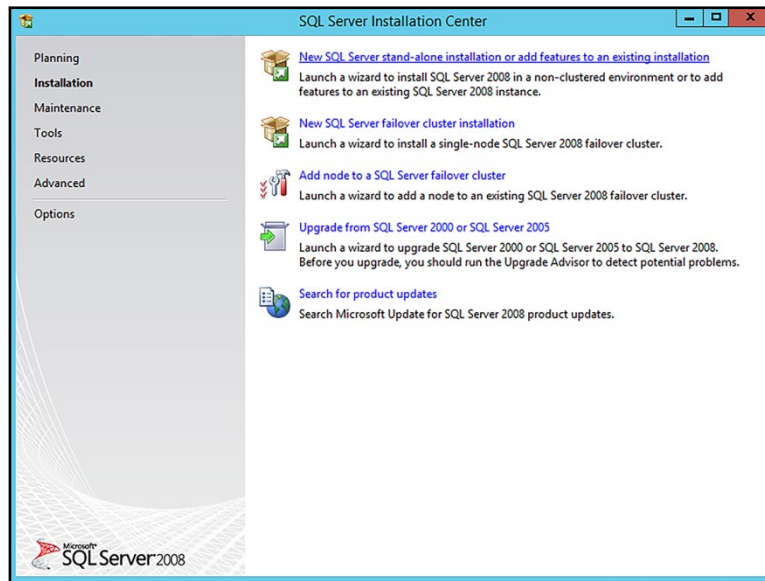 SQL Server Installation Center
Planning
Installation
Maintenance
Tools
Resources
Advanced
Options
New SQL Server stand-alone installation or add features to an existing installation
Launch a wizard to install SQL Server 2008 in a non-clustered environment or to add
features to an existing SQL Server 2008 instance.
New SQL Server failover cluster installation
Launch a wizard to install a single-node SQL Server 2008 failover cluster.
Add node to a SQL Server failover cluster
Launch a wizard to add a node to an existing SQL Server 2008 failover cluster.
Upgrade from SQL Server 2000 or SQL Server 2005
Launch a wizard to upgrade SQL Server 2000 or SQL Server 2005 to SQL Server 2008.
Before you upgrade, you should run the Upgrade Advisor to detect potential problems.
Search for product updates
Search Microsoft Update for SQL Server 2008 product updates.
Microsoft
SQL Server 2008